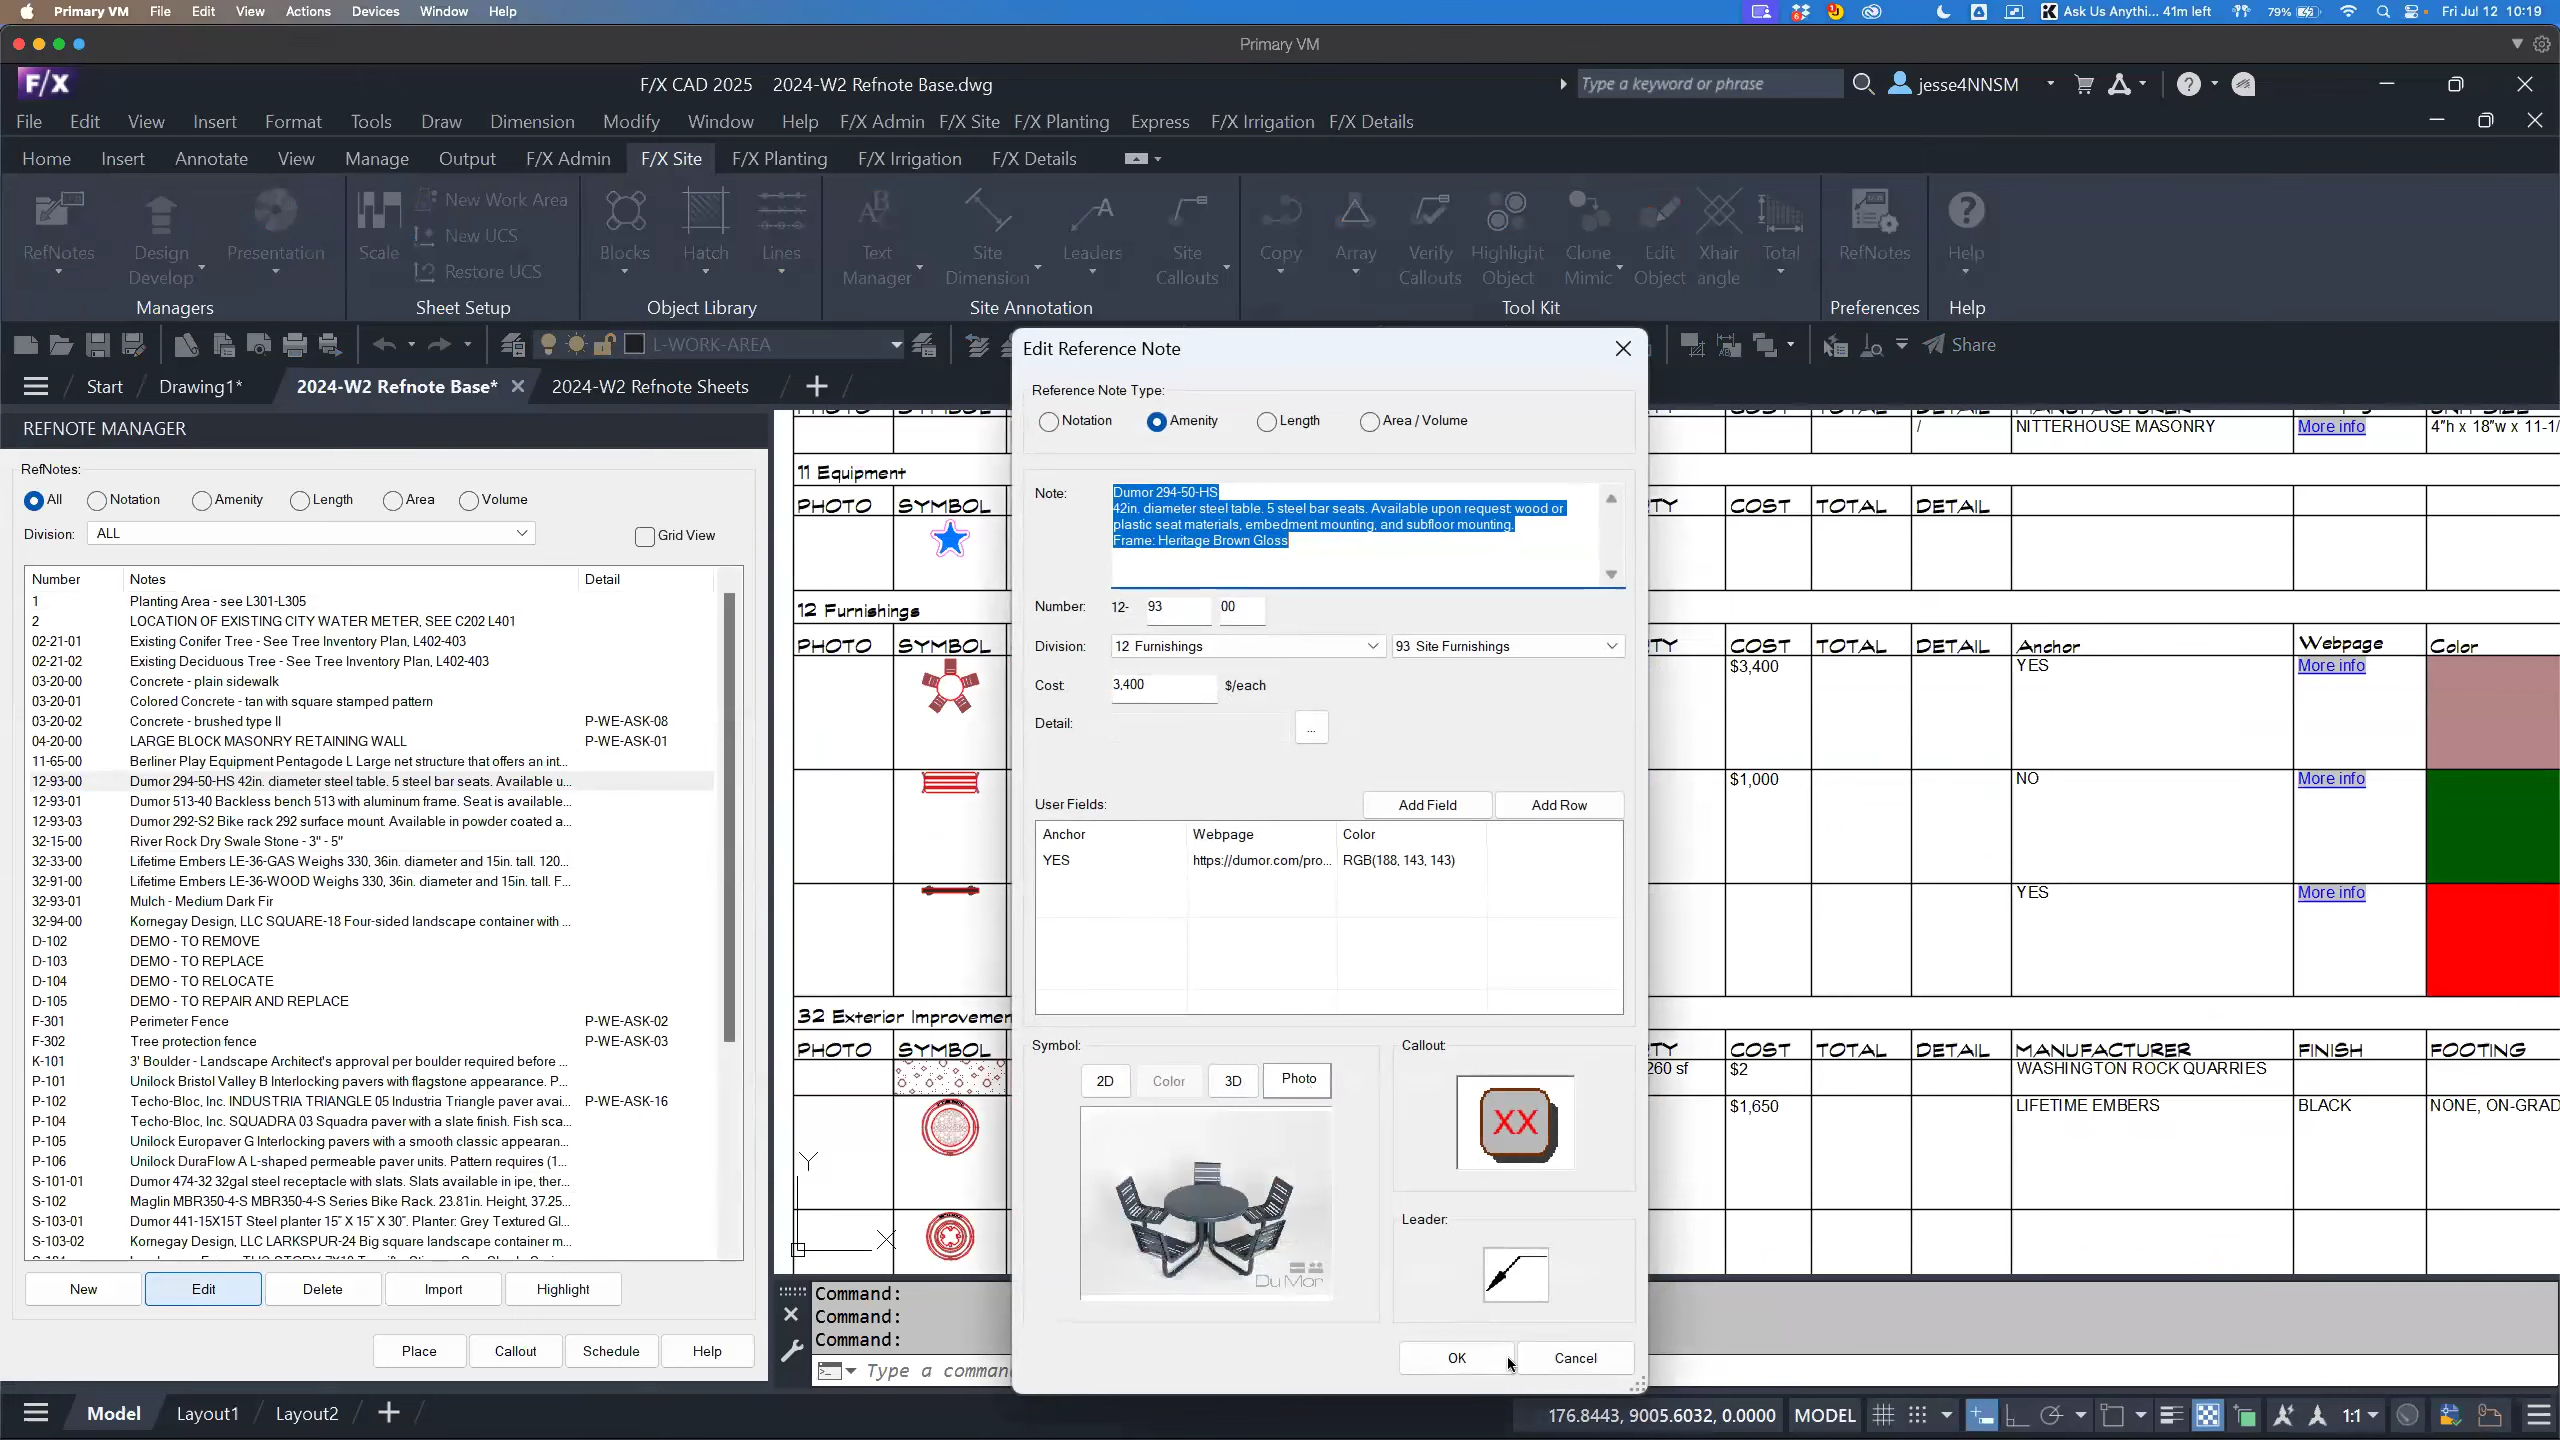 Primary VM File Edit View Actions Devices Window Help
Ask Us Anythi... 41m left 79% Fri Jul 12 10:19
Primary VM
F/X F/X CAD 2025 2024-W2 Refnote Base.dwg Type a keyword or phrase jesse4NNSM
File Edit View Insert Format Tools Draw Dimension Modify Window Help F/X Admin F/X Site F/X Planting Express F/X Irrigation F/X Details
Home Insert Annotate View Manage Output F/X Admin F/X Site F/X Planting F/X Irrigation F/X Details
New Work Area
New UCS
Restore UCS
RefNotes Design Develop Presentation Scale Blocks Hatch Lines Text Manager Site Dimension Leaders Site Callouts Copy Array Verify Callouts Highlight Object Clone Mimic Edit Object Xhair angle Total RefNotes Help
Managers Sheet Setup Object Library Site Annotation Tool Kit Preferences Help
L-WORK-AREA Share
Start Drawing1* 2024-W2 Refnote Base* 2024-W2 Refnote Sheets
REFNOTE MANAGER
RefNotes:
All Notation Amenity Length Area Volume
Division: ALL Grid View
Number Notes Detail
1 Planting Area - see L301-L305
2 LOCATION OF EXISTING CITY WATER METER, SEE C202 L401
02-21-01 Existing Conifer Tree - See Tree Inventory Plan, L402-403
02-21-02 Existing Deciduous Tree - See Tree Inventory Plan, L402-403
03-20-00 Concrete - plain sidewalk
03-20-01 Colored Concrete - tan with square stamped pattern
03-20-02 Concrete - brushed type II P-WE-ASK-08
04-20-00 LARGE BLOCK MASONRY RETAINING WALL P-WE-ASK-01
11-65-00 Berliner Play Equipment Pentagode L Large net structure that offers an int...
12-93-00 Dumor 294-50-HS 42in. diameter steel table. 5 steel bar seats. Available u...
12-93-01 Dumor 513-40 Backless bench 513 with aluminum frame. Seat is available...
12-93-03 Dumor 292-S2 Bike rack 292 surface mount. Available in powder coated a...
32-15-00 River Rock Dry Swale Stone - 3" - 5"
32-33-00 Lifetime Embers LE-36-GAS Weighs 330, 36in. diameter and 15in. tall. 120...
32-91-00 Lifetime Embers LE-36-WOOD Weighs 330, 36in. diameter and 15in. tall. F...
32-93-01 Mulch - Medium Dark Fir
32-94-00 Kornegay Design, LLC SQUARE-18 Four-sided landscape container with ...
D-102 DEMO - TO REMOVE
D-103 DEMO - TO REPLACE
D-104 DEMO - TO RELOCATE
D-105 DEMO - TO REPAIR AND REPLACE
F-301 Perimeter Fence P-WE-ASK-02
F-302 Tree protection fence P-WE-ASK-03
K-101 3' Boulder - Landscape Architect's approval per boulder required before ...
P-101 Unilock Bristol Valley B Interlocking pavers with flagstone appearance. P...
P-102 Techo-Bloc, Inc. INDUSTRIA TRIANGLE 05 Industria Triangle paver avai... P-WE-ASK-16
P-104 Techo-Bloc, Inc. SQUADRA 03 Squadra paver with a slate finish. Fish sca...
P-105 Unilock Europaver G Interlocking pavers with a smooth classic appearan...
P-106 Unilock DuraFlow A L-shaped permeable paver units. Pattern requires (1...
S-101-01 Dumor 474-32 32gal steel receptacle with slats. Slats available in ipe, ther...
S-102 Maglin MBR350-4-S MBR350-4-S Series Bike Rack. 23.81in. Height, 37.25...
S-103-01 Dumor 441-15X15T Steel planter 15" X 15" X 30". Planter: Grey Textured Gl...
S-103-02 Kornegay Design, LLC LARKSPUR-24 Big square landscape container m...
New Edit Delete Import Highlight
Place Callout Schedule Help
Edit Reference Note
Reference Note Type:
Notation Amenity Length Area / Volume
Note: Dumor 294-50-HS
42in. diameter steel table. 5 steel bar seats. Available upon request: wood or
plastic seat materials, embedment mounting, and subfloor mounting.
Frame: Heritage Brown Gloss
Number: 12- 93 00
Division: 12 Furnishings 93 Site Furnishings
Cost: 3,400 $/each
Detail: ...
User Fields: Add Field Add Row
Anchor Webpage Color
YES https://dumor.com/pro... RGB(188, 143, 143)
Symbol: Callout:
2D Color 3D Photo
XX
DuMor
Leader:
OK Cancel
PHOTO SYMBOL DETAIL MANUFACTURER
/ NITTERHOUSE MASONRY More info 4"h x 18"w x 11-1/
11 Equipment
PHOTO SYMBOL TY COST TOTAL DETAIL
12 Furnishings
PHOTO SYMBOL TY COST TOTAL DETAIL Anchor Webpage Color
$3,400 YES More info
$1,000 NO More info
YES More info
32 Exterior Improvemen
PHOTO SYMBOL TY COST TOTAL DETAIL MANUFACTURER FINISH FOOTING
260 sf $2 WASHINGTON ROCK QUARRIES
$1,650 LIFETIME EMBERS BLACK NONE, ON-GRAD
Y
X
Command:
Command:
Command:
Type a comman
Model Layout1 Layout2 176.8443, 9005.6032, 0.0000 MODEL 1:1